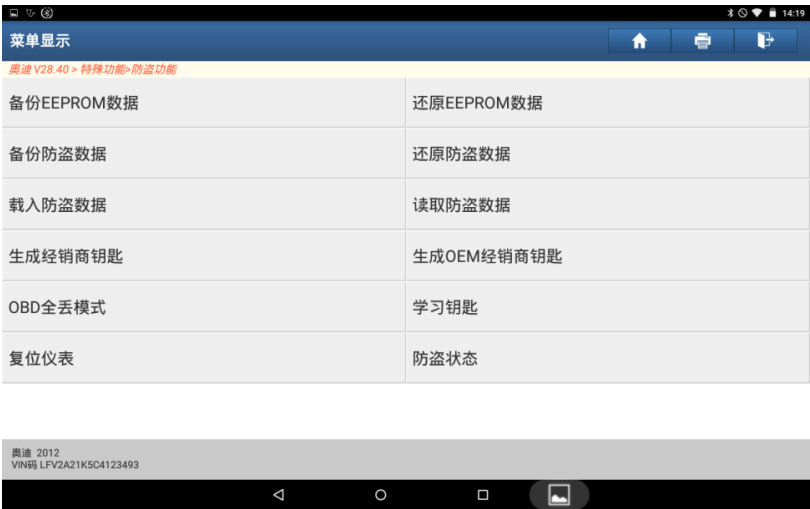 14:19
菜单显示
奥迪 V28.40 > 特殊功能>防盗功能
备份EEPROM数据
还原EEPROM数据
备份防盗数据
还原防盗数据
载入防盗数据
读取防盗数据
生成经销商钥匙
生成OEM经销商钥匙
OBD全丢模式
学习钥匙
复位仪表
防盗状态
奥迪 2012
VIN码 LFV2A21K5C4123493